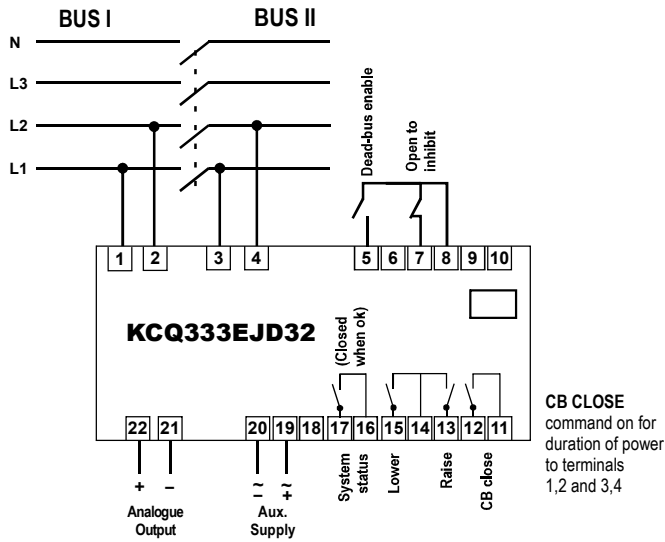 BUS I BUS II
N
L3
L2
L1
Dead-bus enable
Open to
inhibit
1 2 3 4 5 6 7 8 9 10
KCQ333EJD32
(Closed
when ok)
22 21 20 19 18 17 16 15 14 13 12 11
+ – ~ ~
– +
Analogue
Output
Aux.
Supply
System
status
Lower
Raise
CB close
CB CLOSE
command on for
duration of power
to terminals
1,2 and 3,4